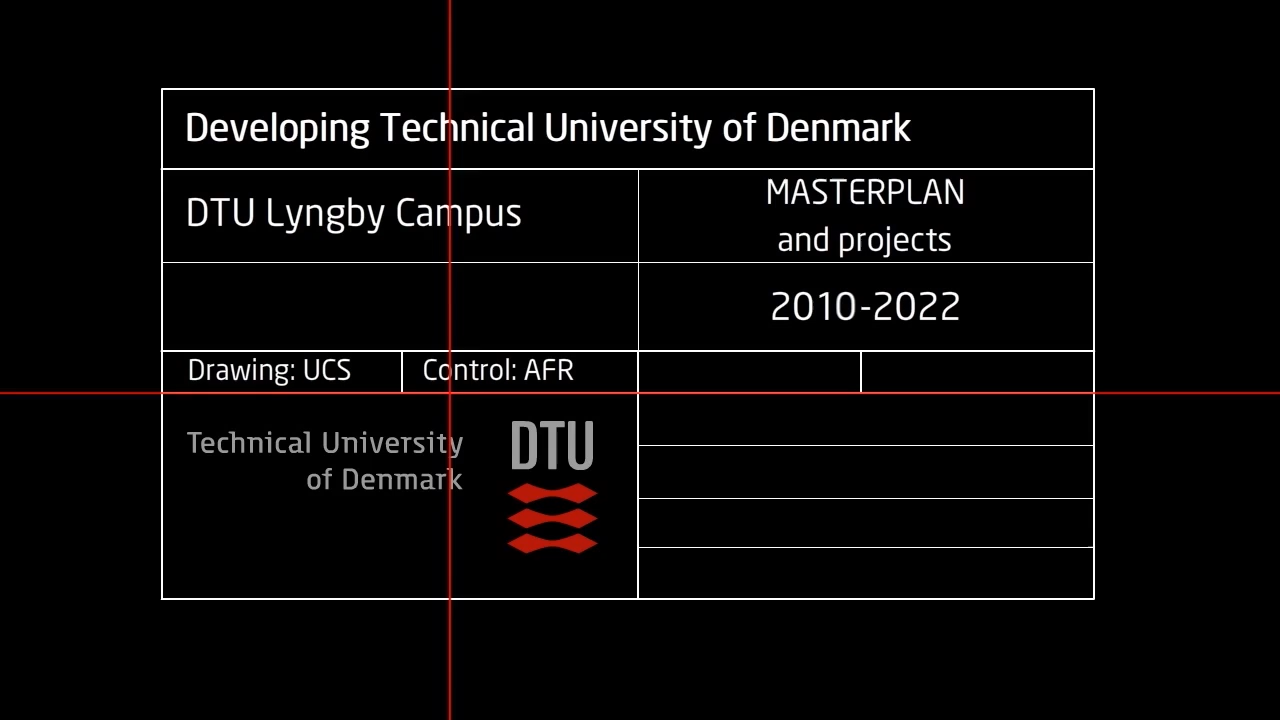 Developing Technical University of Denmark
DTU Lyngby Campus
MASTERPLAN
and projects
2010-2022
Drawing: UCS
Control: AFR
Technical University
of Denmark
DTU